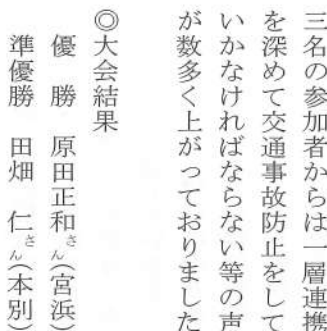 三名の参加者からは一層連携
を深めて交通事故防止をして
いかなければならない等の声
が数多く上がっておりました
◎大会結果
優勝 原田正和さん(宮浜)
準優勝 田畑 仁さん(本別)